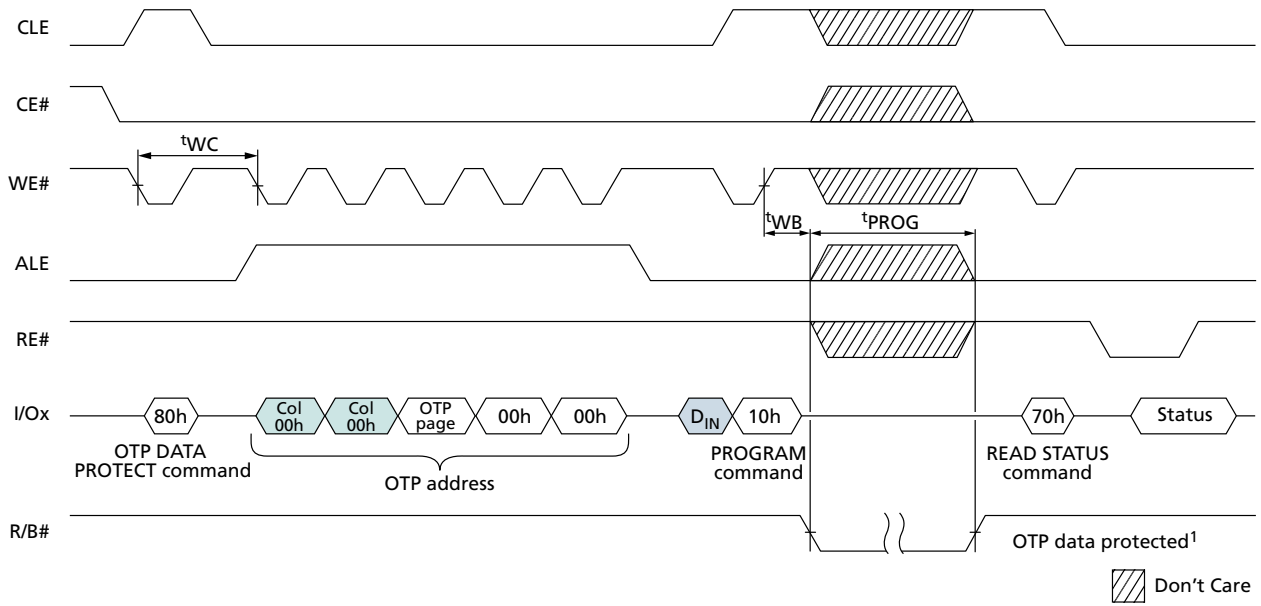 CLE
CE#
tWC
WE#
tWB
tPROG
ALE
RE#
I/Ox
80h
Col
00h
Col
00h
OTP
page
00h
00h
DIN
10h
70h
Status
OTP DATA
PROTECT command
OTP address
PROGRAM
command
READ STATUS
command
R/B#
OTP data protected1
Don't Care